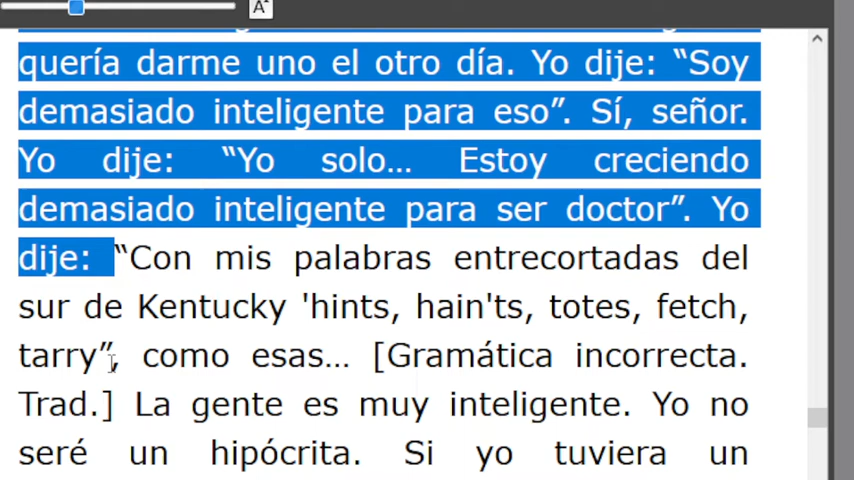 A
quería darme uno el otro día. Yo dije: “Soy
demasiado inteligente para eso”. Sí, señor.
Yo dije: “Yo solo… Estoy creciendo
demasiado inteligente para ser doctor”. Yo
dije: “Con mis palabras entrecortadas del
sur de Kentucky 'hints, hain'ts, totes, fetch,
tarry”, como esas… [Gramática incorrecta.
Trad.] La gente es muy inteligente. Yo no
seré un hipócrita. Si yo tuviera un